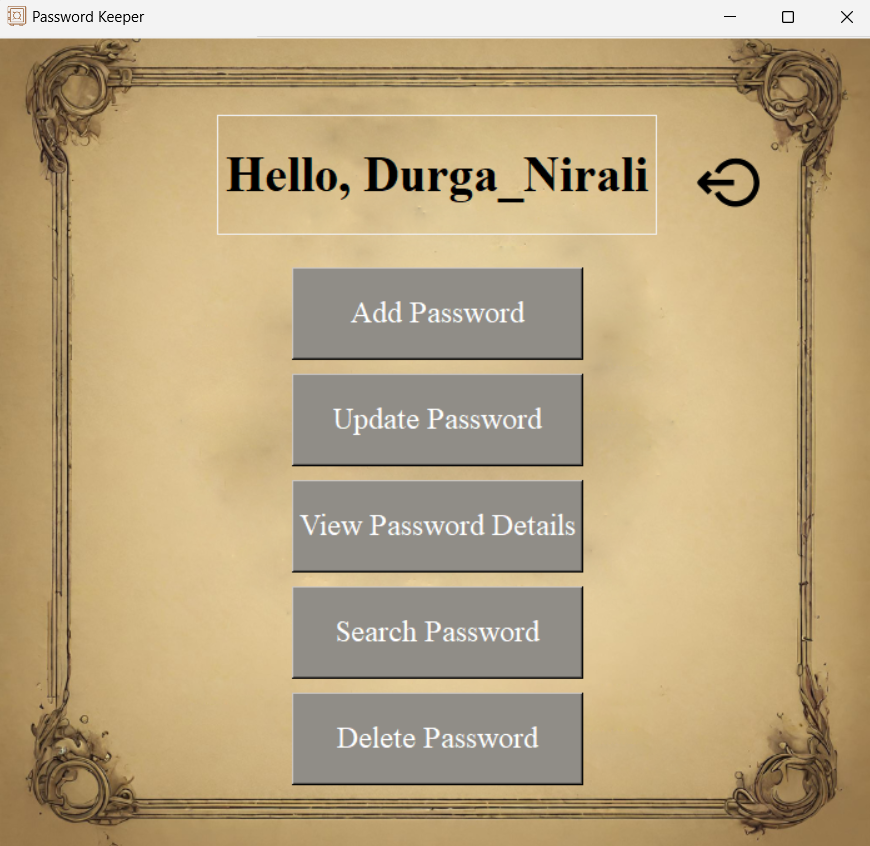 Password Keeper
Hello, Durga_Nirali
Add Password
Update Password
View Password Details
Search Password
Delete Password